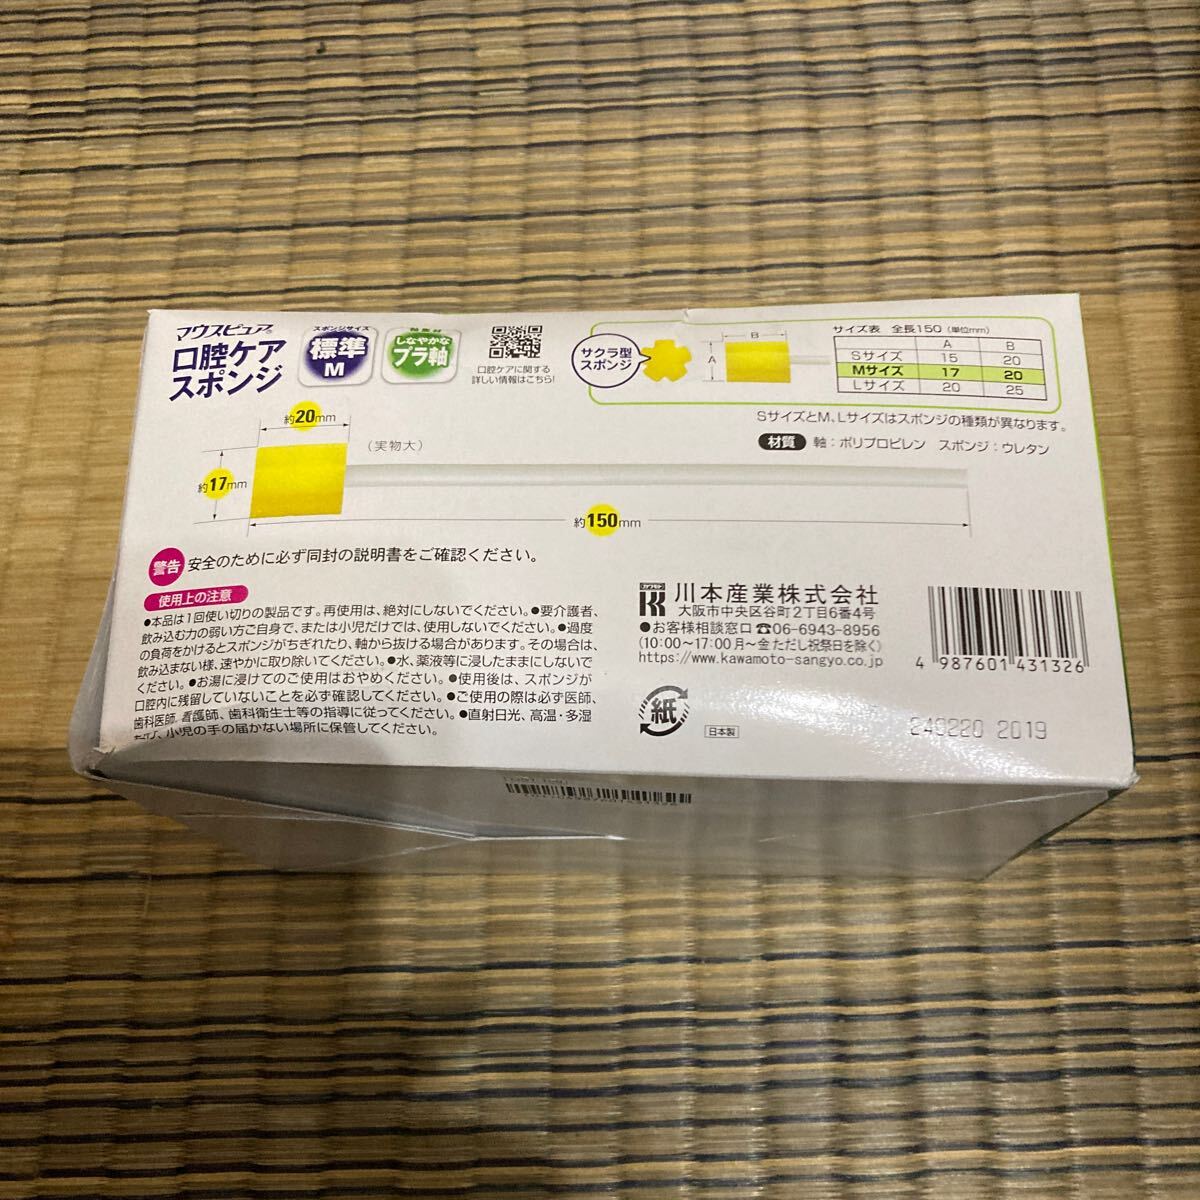 マウスピュア®
口腔ケア
スポンジ
スポンジサイズ
標準
M
しなやかな
プラ軸
口腔ケアに関する
詳しい情報はこちら!
サクラ型
スポンジ
A
B
サイズ表 全長150 (単位mm)
A B
Sサイズ 15 20
Mサイズ 17 20
Lサイズ 20 25
SサイズとM、Lサイズはスポンジの種類が異なります。
材質 軸:ポリプロピレン スポンジ:ウレタン
約20mm
(実物大)
約17mm
約150mm
警告 安全のために必ず同封の説明書をご確認ください。
使用上の注意
●本品は1回使い切りの製品です。再使用は、絶対にしないでください。●要介護者、
飲み込む力の弱い方ご自身で、または小児だけでは、使用しないでください。●過度
の負荷をかけるとスポンジがちぎれたり、軸から抜ける場合があります。その場合は、
飲み込まない様、速やかに取り除いてください。●水、薬液等に浸したままにしないで
ください。●お湯に浸けてのご使用はおやめください。●使用後は、スポンジが
口腔内に残留していないことを必ず確認してください。●ご使用の際は必ず医師、
歯科医師、看護師、歯科衛生士等の指導に従ってください。●直射日光、高温・多湿
小児の手の届かない場所に保管してください。
カワモト
川本産業株式会社
大阪市中央区谷町2丁目6番4号
●お客様相談窓口☎06-6943-8956
(10:00~17:00 月~金 ただし祝祭日を除く)
https://www.kawamoto-sangyo.co.jp
4 987601 431326
紙
日本製
240220 2019